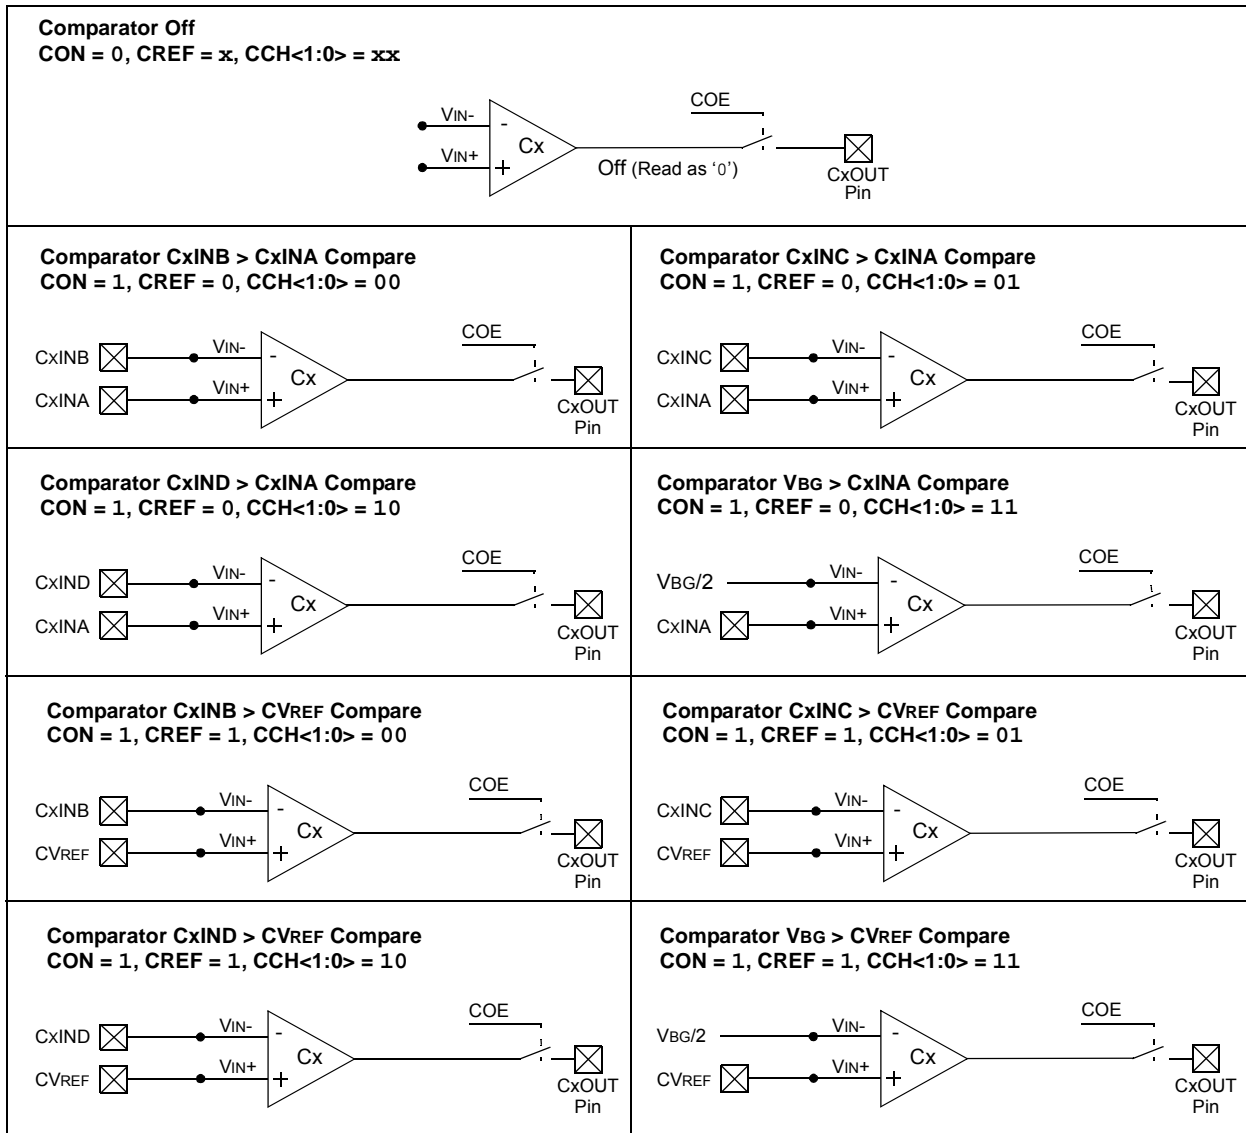 Comparator Off
CON = 0, CREF = x, CCH<1:0> = xx
COE
VIN-
-
Cx
VIN+
+
Off (Read as ‘0’)
CxOUT
Pin
Comparator CxINB > CxINA Compare
CON = 1, CREF = 0, CCH<1:0> = 00
COE
CxINB
VIN-
-
Cx
CxINA
VIN+
+
CxOUT
Pin
Comparator CxINC > CxINA Compare
CON = 1, CREF = 0, CCH<1:0> = 01
COE
CxINC
VIN-
-
Cx
CxINA
VIN+
+
CxOUT
Pin
Comparator CxIND > CxINA Compare
CON = 1, CREF = 0, CCH<1:0> = 10
COE
CxIND
VIN-
-
Cx
CxINA
VIN+
+
CxOUT
Pin
Comparator VBG > CxINA Compare
CON = 1, CREF = 0, CCH<1:0> = 11
COE
VBG/2
VIN-
-
Cx
CxINA
VIN+
+
CxOUT
Pin
Comparator CxINB > CVREF Compare
CON = 1, CREF = 1, CCH<1:0> = 00
COE
CxINB
VIN-
-
Cx
CVREF
VIN+
+
CxOUT
Pin
Comparator CxINC > CVREF Compare
CON = 1, CREF = 1, CCH<1:0> = 01
COE
CxINC
VIN-
-
Cx
CVREF
VIN+
+
CxOUT
Pin
Comparator CxIND > CVREF Compare
CON = 1, CREF = 1, CCH<1:0> = 10
COE
CxIND
VIN-
-
Cx
CVREF
VIN+
+
CxOUT
Pin
Comparator VBG > CVREF Compare
CON = 1, CREF = 1, CCH<1:0> = 11
COE
VBG/2
VIN-
-
Cx
CVREF
VIN+
+
CxOUT
Pin